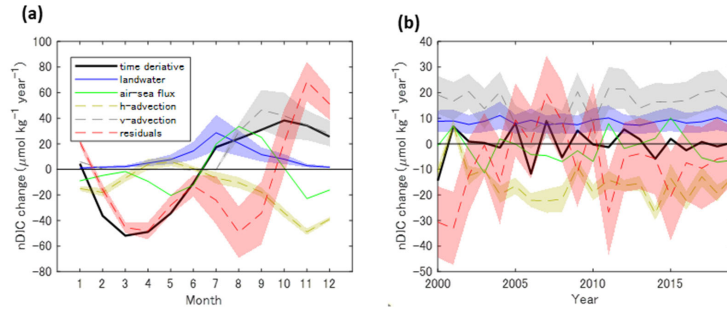 (a)
nDIC change (μmol kg⁻¹ year⁻¹)
100
80
60
40
20
0
-20
-40
-60
-80
time deriative
landwater
air-sea flux
h-advection
v-advection
residuals
1 2 3 4 5 6 7 8 9 10 11 12
Month
(b)
nDIC change (μmol kg⁻¹ year⁻¹)
40
30
20
10
0
-10
-20
-30
-40
-50
2000 2005 2010 2015
Year